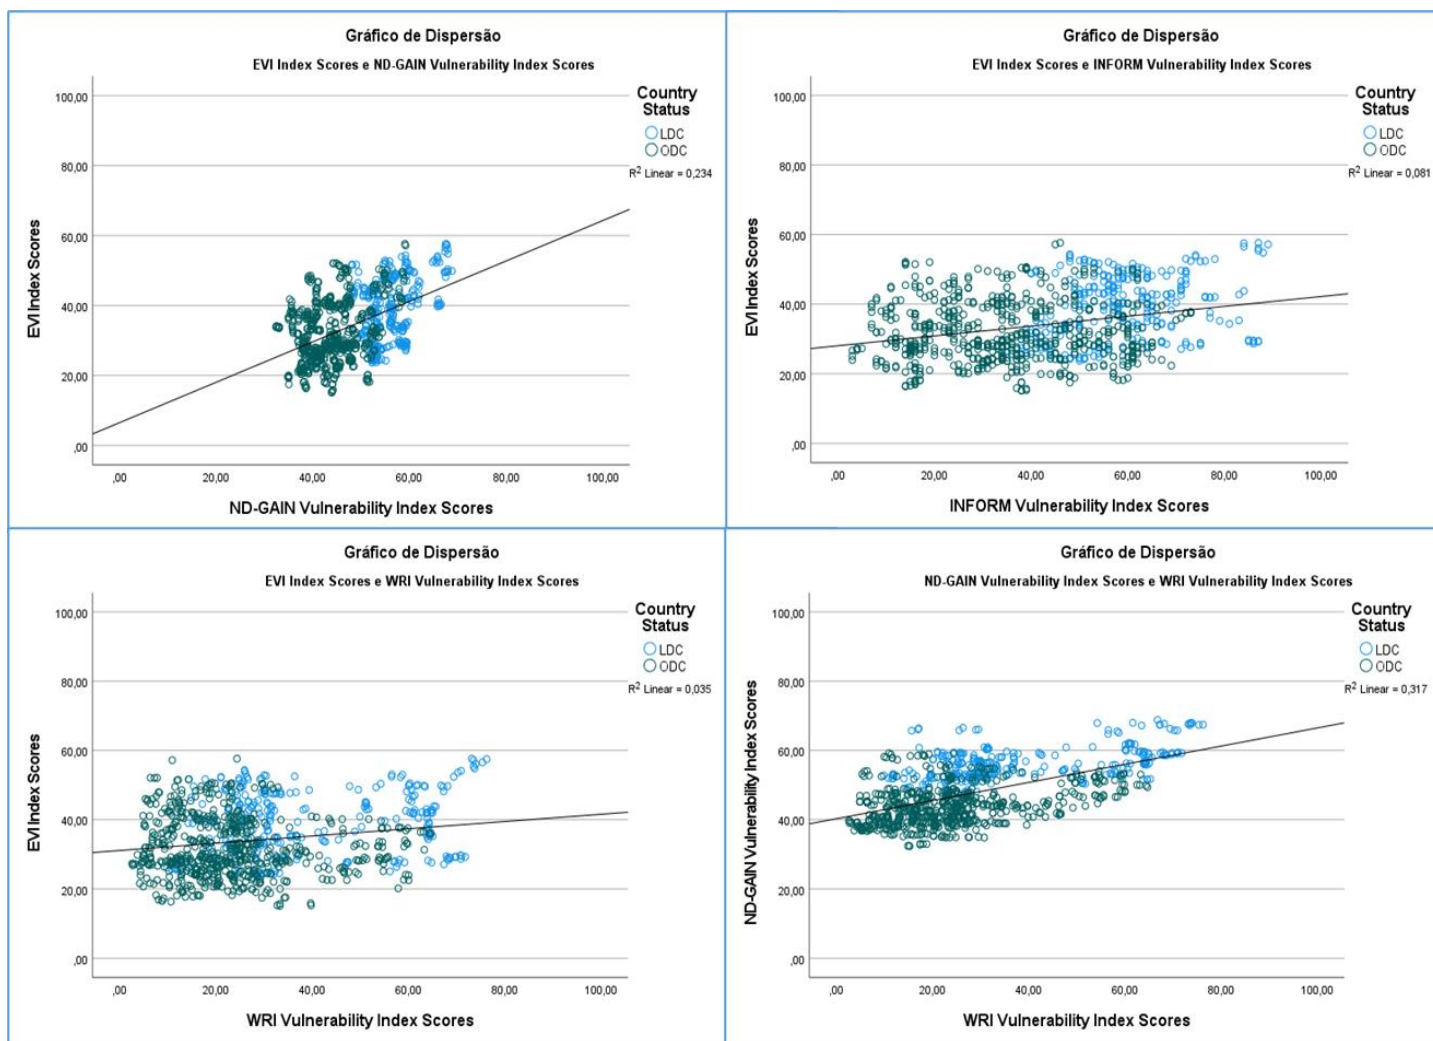 Gráfico de Dispersão
EVI Index Scores e ND-GAIN Vulnerability Index Scores
100,00
80,00
60,00
40,00
20,00
,00
EVI Index Scores
Country
Status
LDC
ODC
R2 Linear = 0,234
,00 20,00 40,00 60,00 80,00 100,00
ND-GAIN Vulnerability Index Scores
Gráfico de Dispersão
EVI Index Scores e INFORM Vulnerability Index Scores
100,00
80,00
60,00
40,00
20,00
,00
EVI Index Scores
Country
Status
LDC
ODC
R2 Linear = 0,081
,00 20,00 40,00 60,00 80,00 100,00
INFORM Vulnerability Index Scores
Gráfico de Dispersão
EVI Index Scores e WRI Vulnerability Index Scores
100,00
80,00
60,00
40,00
20,00
,00
EVI Index Scores
Country
Status
LDC
ODC
R2 Linear = 0,035
,00 20,00 40,00 60,00 80,00 100,00
WRI Vulnerability Index Scores
Gráfico de Dispersão
ND-GAIN Vulnerability Index Scores e WRI Vulnerability Index Scores
100,00
80,00
60,00
40,00
20,00
,00
ND-GAIN Vulnerability Index Scores
Country
Status
LDC
ODC
R2 Linear = 0,317
,00 20,00 40,00 60,00 80,00 100,00
WRI Vulnerability Index Scores